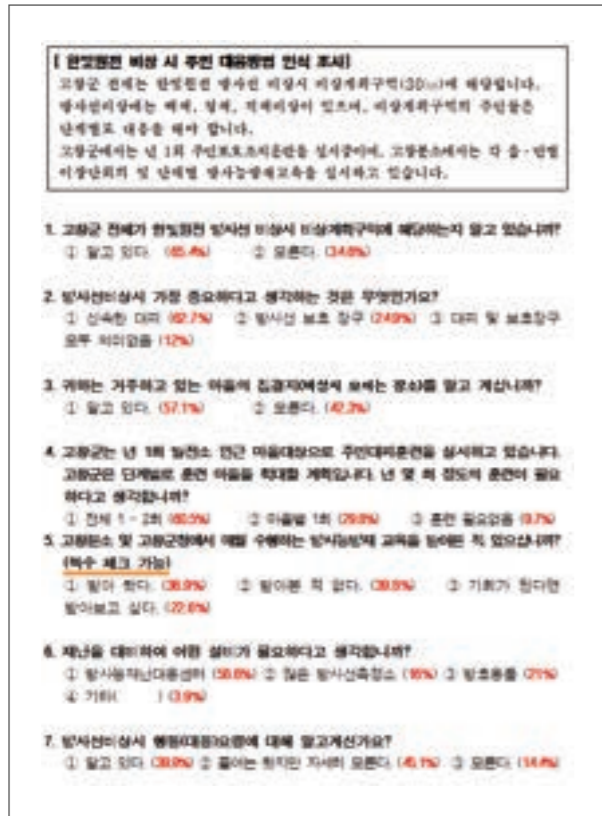 [ 한빛원전 비상 시 주민 대응방법 인식 조사]
고창군 전체는 한빛원전 방사선 비상시 비상계획구역(30㎞)에 해당됩니다.
방사선비상에는 백색, 청색, 적색비상이 있으며, 비상계획구역의 주민들은
단계별로 대응을 해야 합니다.
고창군에서는 년 1회 주민보호조치훈련을 실시중이며, 고창분소에서는 각 읍·면별
이장단회의 및 단체별 방사능방재교육을 실시하고 있습니다.
1. 고창군 전체가 한빛원전 방사선 비상시 비상계획구역에 해당하는지 알고 있습니까?
① 알고 있다. (65.4%) ② 모른다. (34.6%)
2. 방사선비상시 가장 중요하다고 생각하는 것은 무엇인가요?
① 신속한 대피 (62.7%) ② 방사선 보호 장구 (24.9%) ③ 대피 및 보호장구
모두 의미없음 (12%)
3. 귀하는 거주하고 있는 마을의 집결지(비상시 모이는 장소)를 알고 계십니까?
① 알고 있다. (57.1%) ② 모른다. (42.3%)
4. 고창군는 년 1회 발전소 인근 마을대상으로 주민대피훈련을 실시하고 있습니다.
고창군은 단계별로 훈련 마을을 확대할 계획입니다. 년 몇 회 정도의 훈련이 필요
하다고 생각합니까?
① 전체 1 - 2회 (60.5%) ② 마을별 1회 (29.8%) ③ 훈련 필요없음 (9.7%)
5. 고창분소 및 고창군청에서 매월 수행하는 방사능방재 교육을 받아본 적 있으십니까?
(복수 체크 가능)
① 받아 봤다. (36.9%) ② 받아본 적 없다. (39.8%) ③ 기회가 된다면
받아보고 싶다. (22.6%)
6. 재난을 대비하여 어떤 설비가 필요하다고 생각합니까?
① 방사능재난대응센터 (58.8%) ② 많은 방사선측정소 (16%) ③ 방호용품 (21%)
④ 기타( ) (3.9%)
7. 방사선비상시 행동(대응)요령에 대해 알고계신가요?
① 알고 있다. (39.9%) ② 들어는 봤지만 자세히 모른다. (45.1%) ③ 모른다. (14.4%)